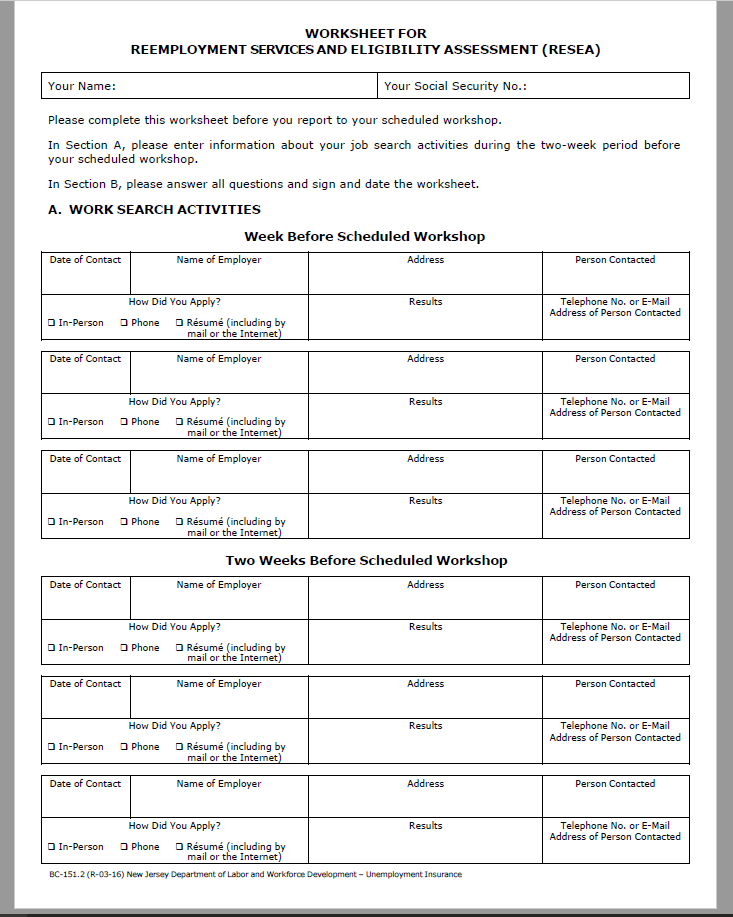 WORKSHEET FOR
REEMPLOYMENT SERVICES AND ELIGIBILITY ASSESSMENT (RESEA)
Your Name: Your Social Security No.:
Please complete this worksheet before you report to your scheduled workshop.
In Section A, please enter information about your job search activities during the two-week period before
your scheduled workshop.
In Section B, please answer all questions and sign and date the worksheet.
A. WORK SEARCH ACTIVITIES
Week Before Scheduled Workshop
Date of Contact Name of Employer Address Person Contacted
How Did You Apply? Results Telephone No. or E-Mail
Address of Person Contacted
❑ In-Person ❑ Phone ❑ Résumé (including by
mail or the Internet)
Date of Contact Name of Employer Address Person Contacted
How Did You Apply? Results Telephone No. or E-Mail
Address of Person Contacted
❑ In-Person ❑ Phone ❑ Résumé (including by
mail or the Internet)
Date of Contact Name of Employer Address Person Contacted
How Did You Apply? Results Telephone No. or E-Mail
Address of Person Contacted
❑ In-Person ❑ Phone ❑ Résumé (including by
mail or the Internet)
Two Weeks Before Scheduled Workshop
Date of Contact Name of Employer Address Person Contacted
How Did You Apply? Results Telephone No. or E-Mail
Address of Person Contacted
❑ In-Person ❑ Phone ❑ Résumé (including by
mail or the Internet)
Date of Contact Name of Employer Address Person Contacted
How Did You Apply? Results Telephone No. or E-Mail
Address of Person Contacted
❑ In-Person ❑ Phone ❑ Résumé (including by
mail or the Internet)
Date of Contact Name of Employer Address Person Contacted
How Did You Apply? Results Telephone No. or E-Mail
Address of Person Contacted
❑ In-Person ❑ Phone ❑ Résumé (including by
mail or the Internet)
BC-151.2 (R-03-16) New Jersey Department of Labor and Workforce Development – Unemployment Insurance